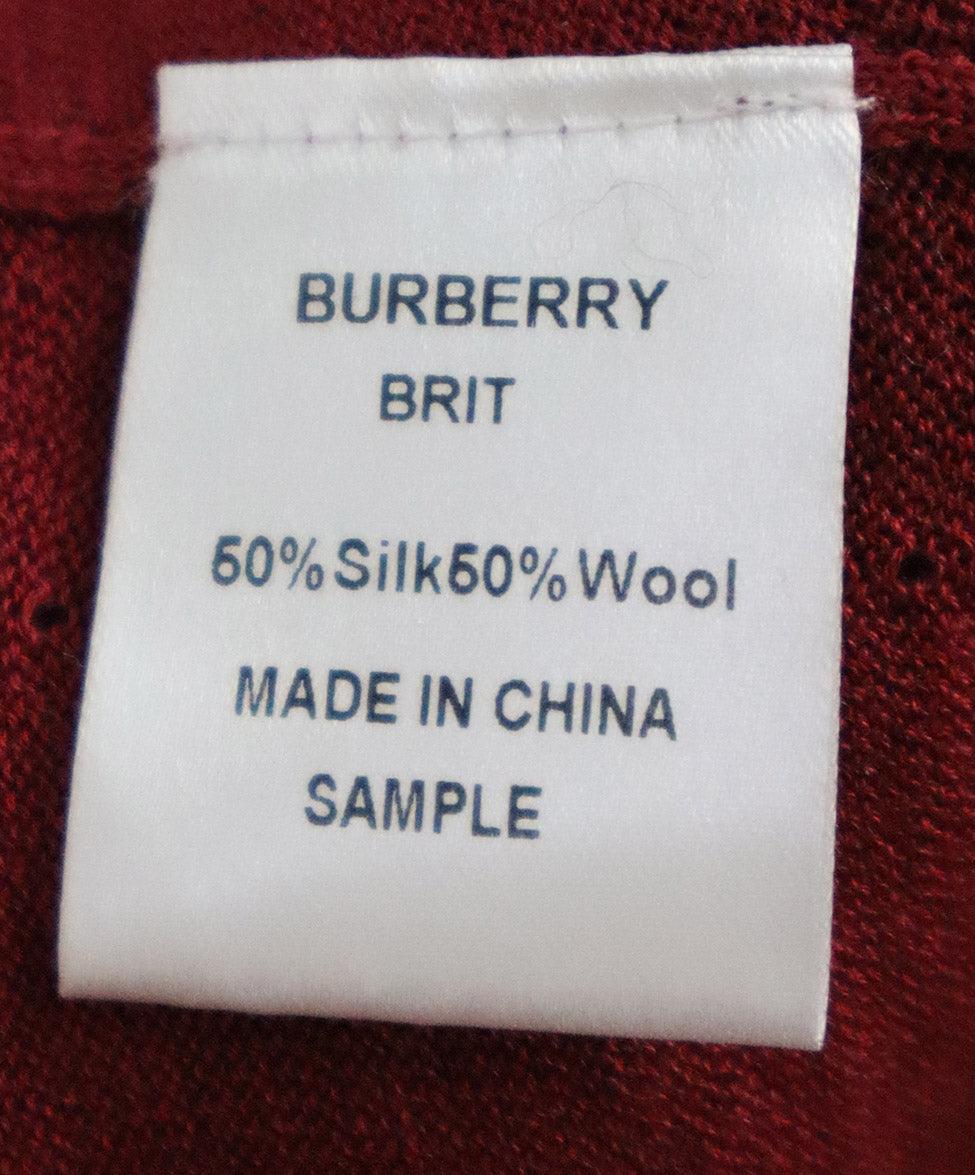 BURBERRY
BRIT
50%Silk50%Wool
MADE IN CHINA
SAMPLE